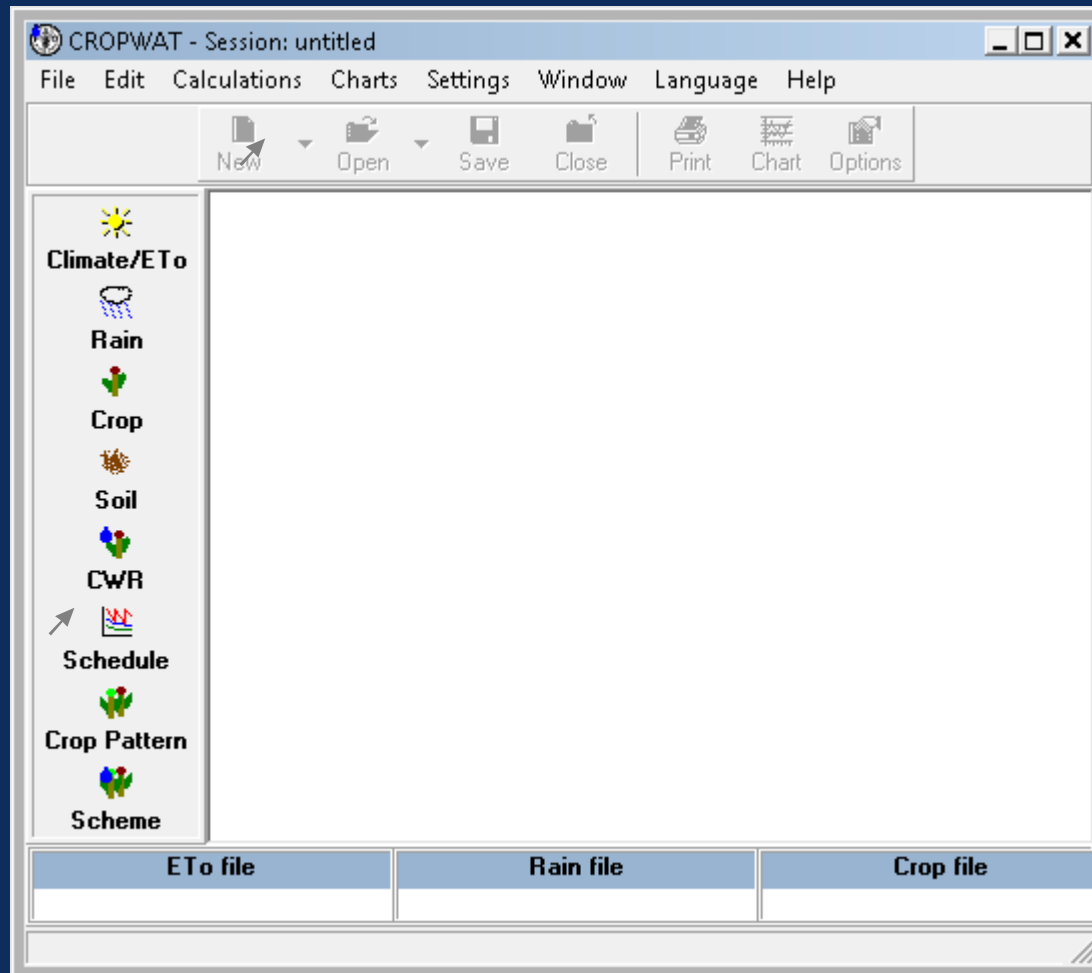 CROPWAT - Session: untitled
File Edit Calculations Charts Settings Window Language Help
New Open Save Close Print Chart Options
Climate/ETo
Rain
Crop
Soil
CWR
Schedule
Crop Pattern
Scheme
ETo file Rain file Crop file